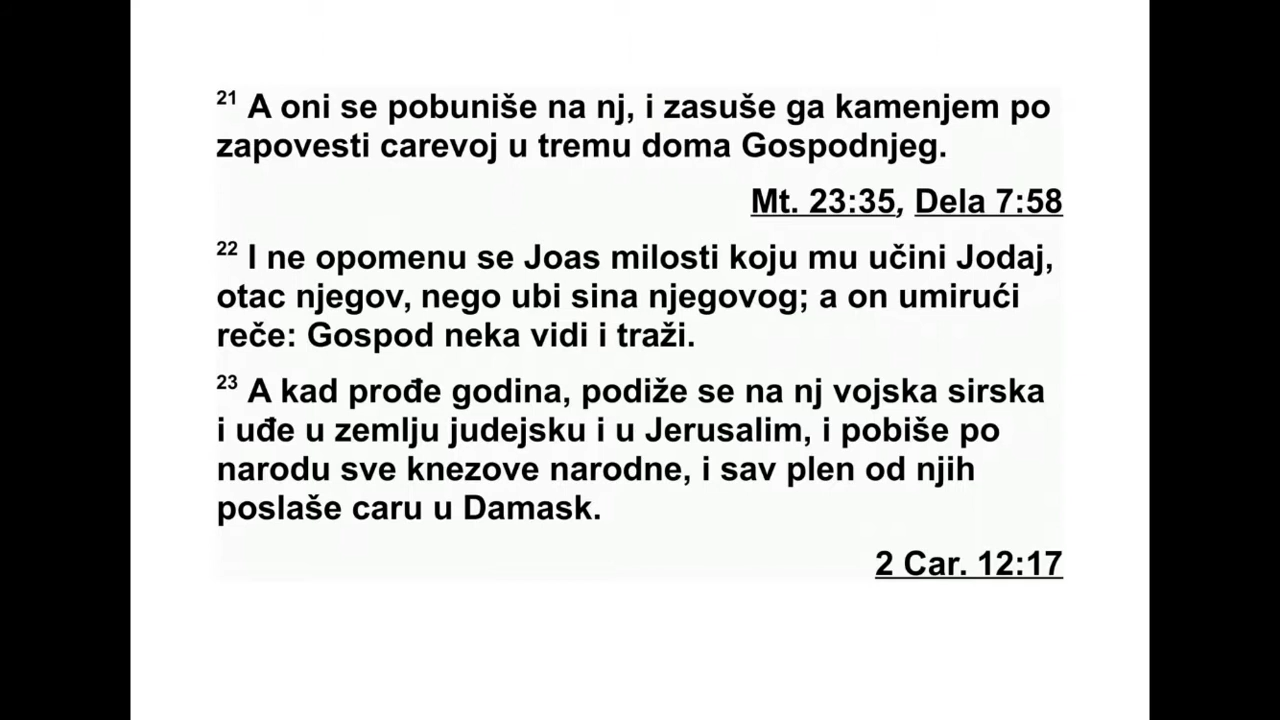 21 A oni se pobuniše na nj, i zasuše ga kamenjem po
zapovesti carevoj u tremu doma Gospodnjeg.
Mt. 23:35, Dela 7:58
22 I ne opomenu se Joas milosti koju mu učini Jodaj,
otac njegov, nego ubi sina njegovog; a on umirući
reče: Gospod neka vidi i traži.
23 A kad prođe godina, podiže se na nj vojska sirska
i uđe u zemlju judejsku i u Jerusalim, i pobiše po
narodu sve knezove narodne, i sav plen od njih
poslaše caru u Damask.
2 Car. 12:17